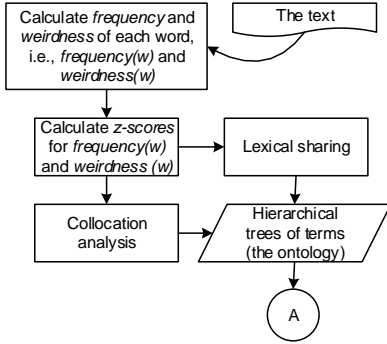 Calculate frequency and
weirdness of each word,
i.e., frequency(w) and
weirdness(w)
The text
Calculate z-scores
for frequency(w)
and weirdness (w)
Lexical sharing
Collocation
analysis
Hierarchical
trees of terms
(the ontology)
A